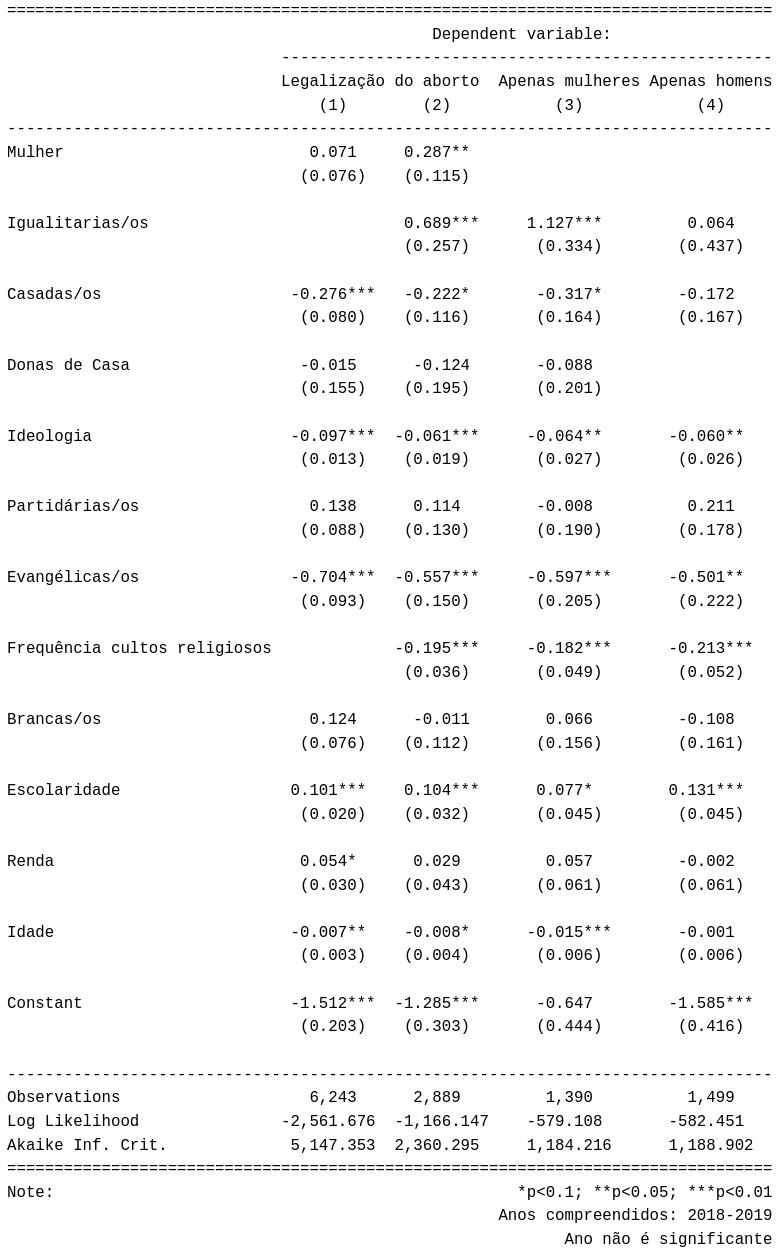 =================================================================================
Dependent variable:
----------------------------------------------------
Legalização do aborto  Apenas mulheres Apenas homens
(1)        (2)           (3)            (4)
---------------------------------------------------------------------------------
Mulher                          0.071     0.287**
(0.076)    (0.115)
Igualitarias/os                           0.689***     1.127***         0.064
(0.257)       (0.334)        (0.437)
Casadas/os                    -0.276***   -0.222*       -0.317*        -0.172
(0.080)    (0.116)       (0.164)        (0.167)
Donas de Casa                  -0.015      -0.124       -0.088
(0.155)    (0.195)       (0.201)
Ideologia                     -0.097***  -0.061***     -0.064**       -0.060**
(0.013)    (0.019)       (0.027)        (0.026)
Partidárias/os                  0.138      0.114        -0.008          0.211
(0.088)    (0.130)       (0.190)        (0.178)
Evangélicas/os                -0.704***  -0.557***     -0.597***      -0.501**
(0.093)    (0.150)       (0.205)        (0.222)
Frequência cultos religiosos             -0.195***     -0.182***      -0.213***
(0.036)       (0.049)        (0.052)
Brancas/os                      0.124      -0.011        0.066         -0.108
(0.076)    (0.112)       (0.156)        (0.161)
Escolaridade                  0.101***    0.104***      0.077*        0.131***
(0.020)    (0.032)       (0.045)        (0.045)
Renda                          0.054*      0.029         0.057         -0.002
(0.030)    (0.043)       (0.061)        (0.061)
Idade                         -0.007**    -0.008*      -0.015***       -0.001
(0.003)    (0.004)       (0.006)        (0.006)
Constant                      -1.512***  -1.285***      -0.647        -1.585***
(0.203)    (0.303)       (0.444)        (0.416)
---------------------------------------------------------------------------------
Observations                    6,243      2,889         1,390          1,499
Log Likelihood               -2,561.676  -1,166.147    -579.108       -582.451
Akaike Inf. Crit.             5,147.353  2,360.295     1,184.216      1,188.902
=================================================================================
Note:                                                 *p<0.1; **p<0.05; ***p<0.01
Anos compreendidos: 2018-2019
Ano não é significante